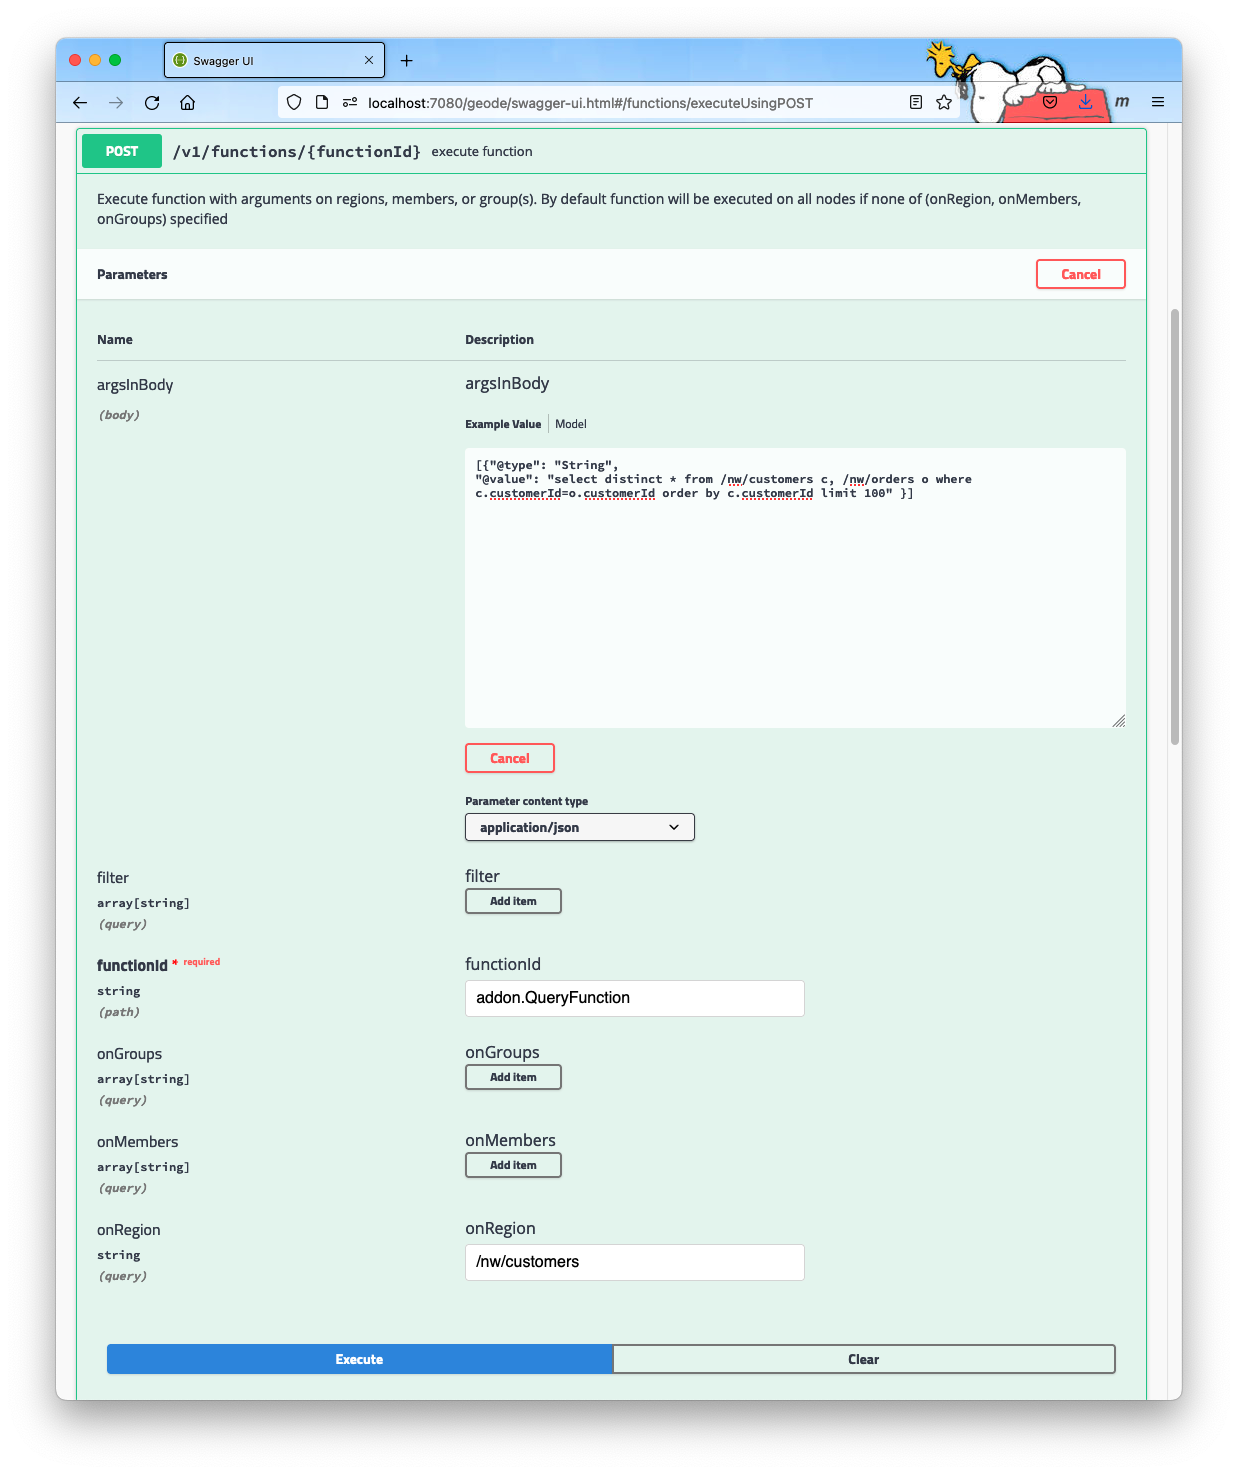 Swagger UI
localhost:7080/geode/swagger-ui.html#/functions/executeUsingPOST
m
POST /v1/functions/{functionId} execute function
Execute function with arguments on regions, members, or group(s). By default function will be executed on all nodes if none of (onRegion, onMembers,
onGroups) specified
Parameters Cancel
Name Description
argsInBody argsInBody
(body)
Example Value Model
[{"@type": "String",
"@value": "select distinct * from /nw/customers c, /nw/orders o where
c.customerId=o.customerId order by c.customerId limit 100" }]
Cancel
Parameter content type
application/json
filter filter
array[string] Add item
(query)
functionId * required functionId
string addon.QueryFunction
(path)
onGroups onGroups
array[string] Add item
(query)
onMembers onMembers
array[string] Add item
(query)
onRegion onRegion
string /nw/customers
(query)
Execute Clear